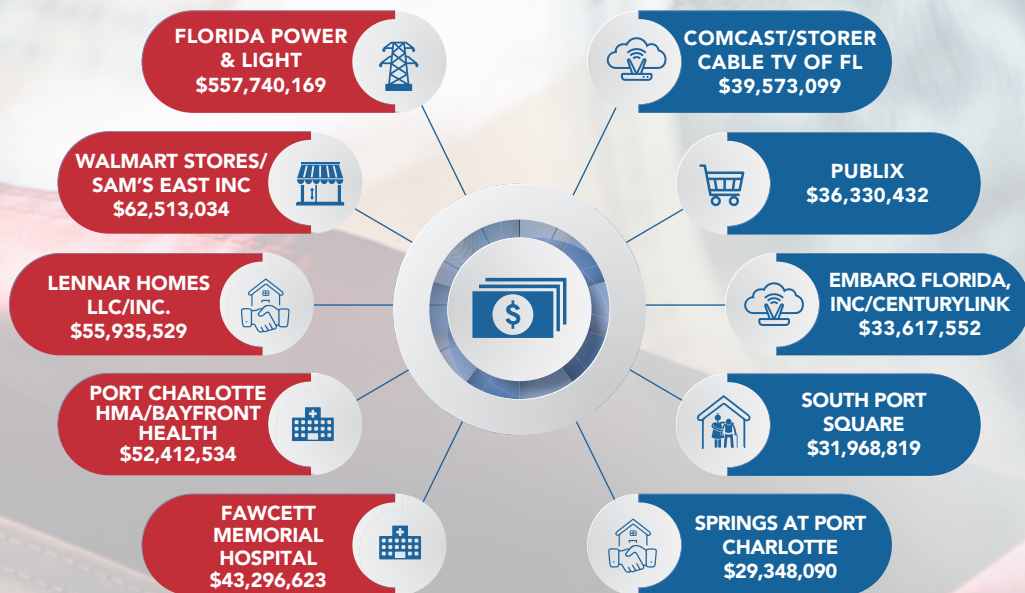 FLORIDA POWER
& LIGHT
$557,740,169
WALMART STORES/
SAM'S EAST INC
$62,513,034
LENNAR HOMES
LLC/INC.
$55,935,529
PORT CHARLOTTE
HMA/BAYFRONT
HEALTH
$52,412,534
FAWCETT
MEMORIAL
HOSPITAL
$43,296,623
$
COMCAST/STORER
CABLE TV OF FL
$39,573,099
PUBLIX
$36,330,432
EMBARQ FLORIDA,
INC/CENTURYLINK
$33,617,552
SOUTH PORT
SQUARE
$31,968,819
SPRINGS AT PORT
CHARLOTTE
$29,348,090